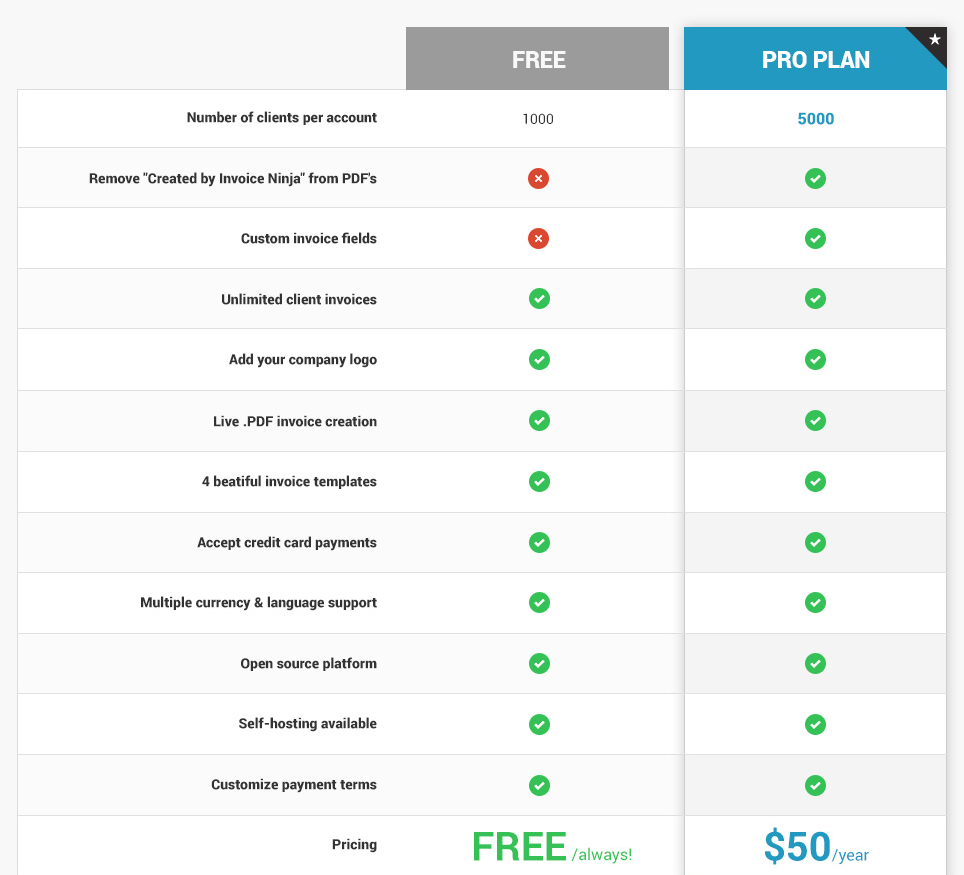 FREE PRO PLAN
Number of clients per account 1000 5000
Remove "Created by Invoice Ninja" from PDF's
Custom invoice fields
Unlimited client invoices
Add your company logo
Live .PDF invoice creation
4 beatiful invoice templates
Accept credit card payments
Multiple currency & language support
Open source platform
Self-hosting available
Customize payment terms
Pricing FREE /always! $50/year